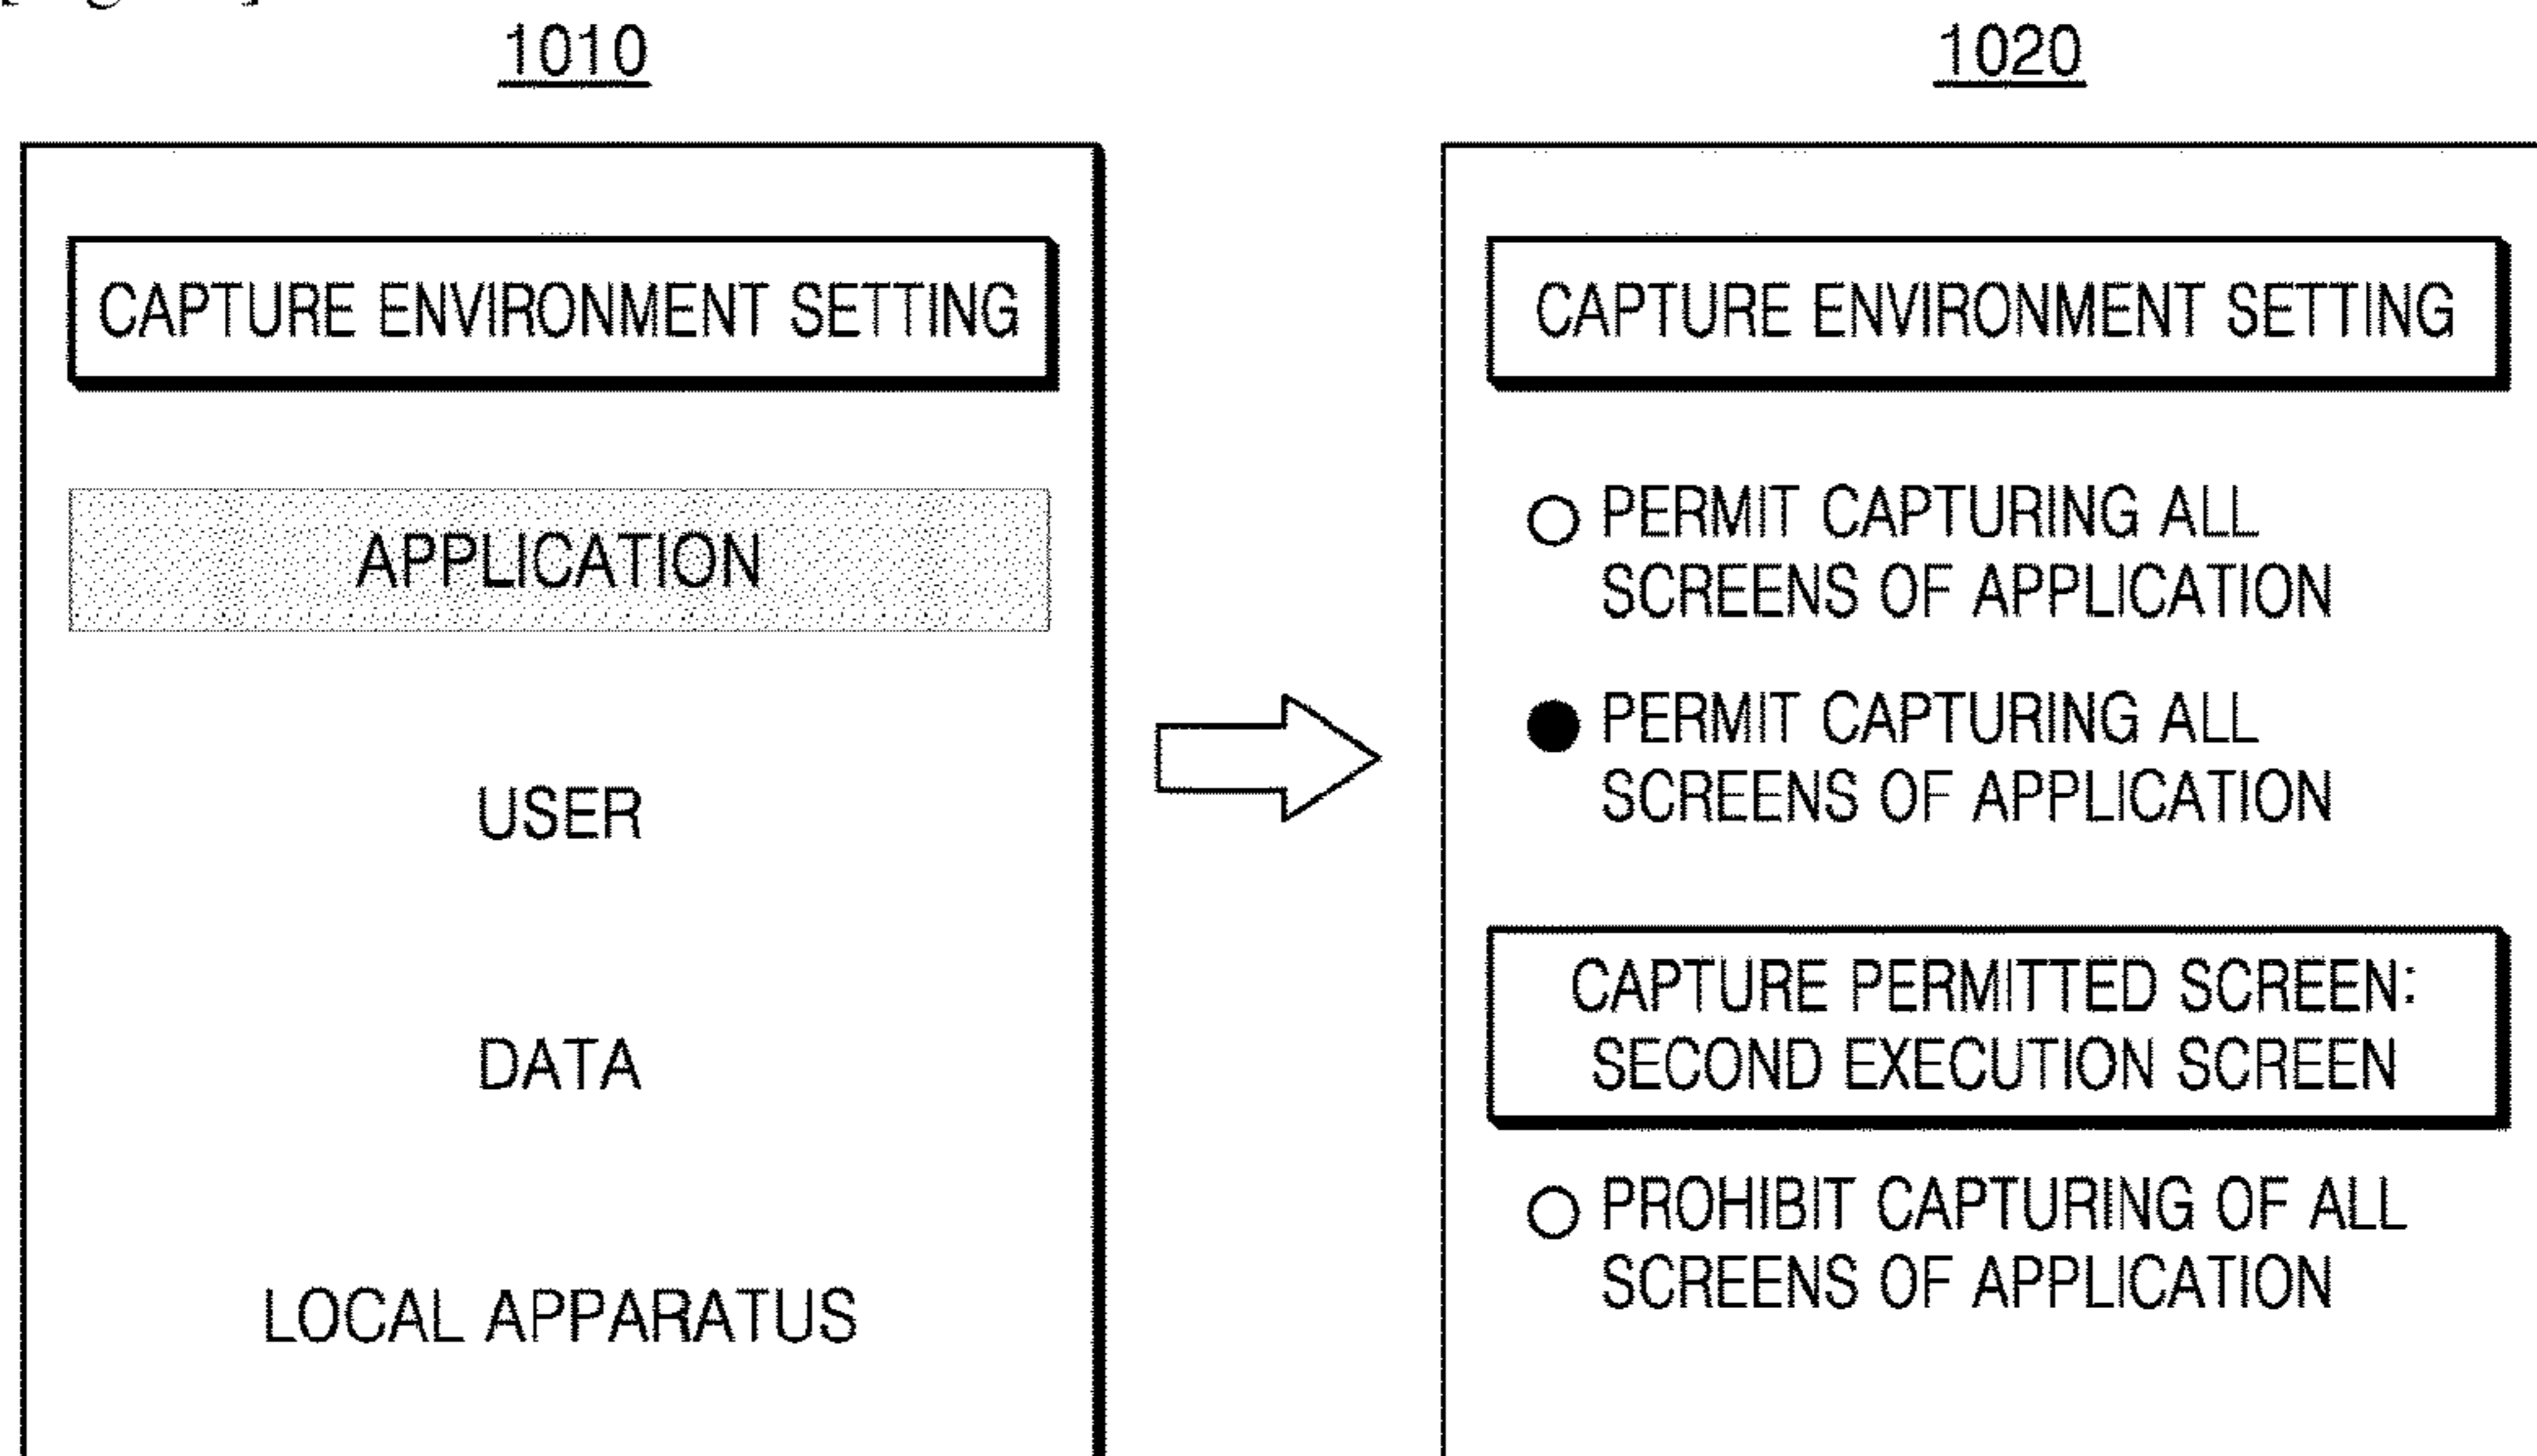 1010
CAPTURE ENVIRONMENT SETTING
APPLICATION
USER
DATA
LOCAL APPARATUS
1020
CAPTURE ENVIRONMENT SETTING
PERMIT CAPTURING ALL
SCREENS OF APPLICATION
PERMIT CAPTURING ALL
SCREENS OF APPLICATION
CAPTURE PERMITTED SCREEN:
SECOND EXECUTION SCREEN
PROHIBIT CAPTURING OF ALL
SCREENS OF APPLICATION